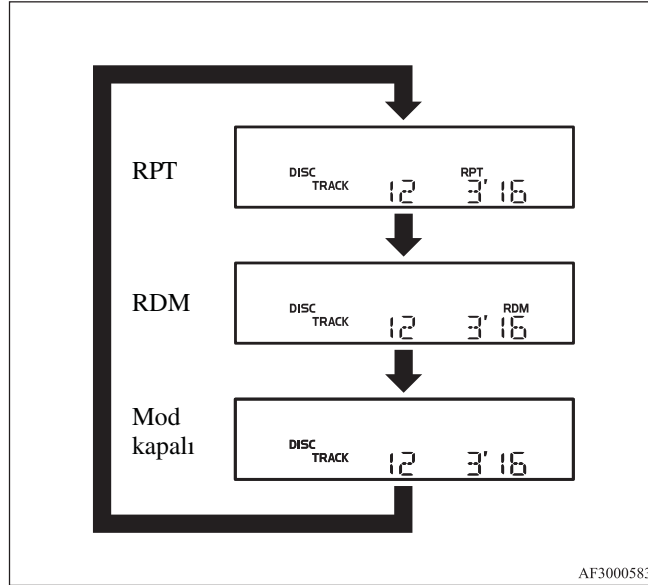 RPT
DISC RPT
TRACK 12 3'16
RDM
DISC RDM
TRACK 12 3'16
Mod
kapalı
DISC
TRACK 12 3'16
AF3000583